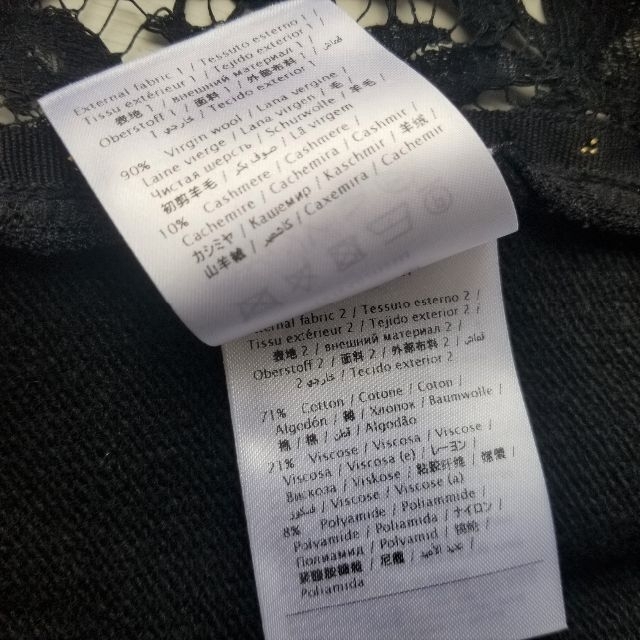 External fabric 1 / Tessuto esterno 1 /
Tissu extérieur 1 / Tejido exterior 1 /
表地 1 / внешний материал 1 / قماش
Oberstoff 1 / 面料 1 / 外部布料 1 /
خارجي 1 / Tecido exterior 1
90% Virgin wool / Lana vergine /
Laine vierge / Lana virgen / 毛 /
Чистая шерсть / Schurwolle / 羊毛 /
初剪羊毛 / صوف بكر / Lã virgem
10% Cashmere / Cashmere /
Cachemire / Cachemira / Cashmir /
カシミヤ / Кашемир / Kaschmir / 羊绒 /
山羊絨 / كشمير / Caxemira / Cachemir
External fabric 2 / Tessuto esterno 2 /
Tissu extérieur 2 / Tejido exterior 2 /
表地 2 / внешний материал 2 / قماش
Oberstoff 2 / 面料 2 / 外部布料 2 /
2 خارجي / Tecido exterior 2
71% Cotton / Cotone / Coton /
Algodón / 綿 / Хлопок / Baumwolle /
棉 / 棉 / قطن / Algodão
21% Viscose / Viscosa / Viscose /
Viscosa / Viscosa (e) / レーヨン /
Вискоза / Viskose / 粘胶纤维 /
فسكوز / Viscose / Viscose (a)
8% Polyamide / Poliammide /
Polyamide / Poliamida / ナイロン /
Полиамид / Polyamid /
聚酰胺纖維 / 尼龍 /
Poliamida